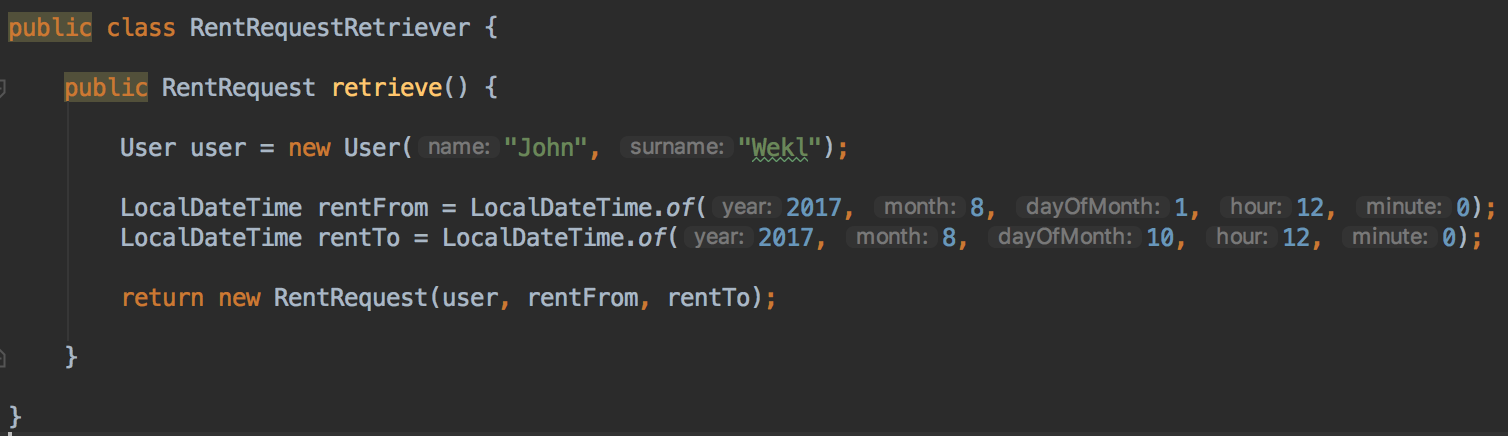 public class RentRequestRetriever {
public RentRequest retrieve() {
User user = new User( name: "John", surname: "Wekl");
LocalDateTime rentFrom = LocalDateTime.of( year: 2017, month: 8, dayOfMonth: 1, hour: 12, minute: 0);
LocalDateTime rentTo = LocalDateTime.of( year: 2017, month: 8, dayOfMonth: 10, hour: 12, minute: 0);
return new RentRequest(user, rentFrom, rentTo);
}
}